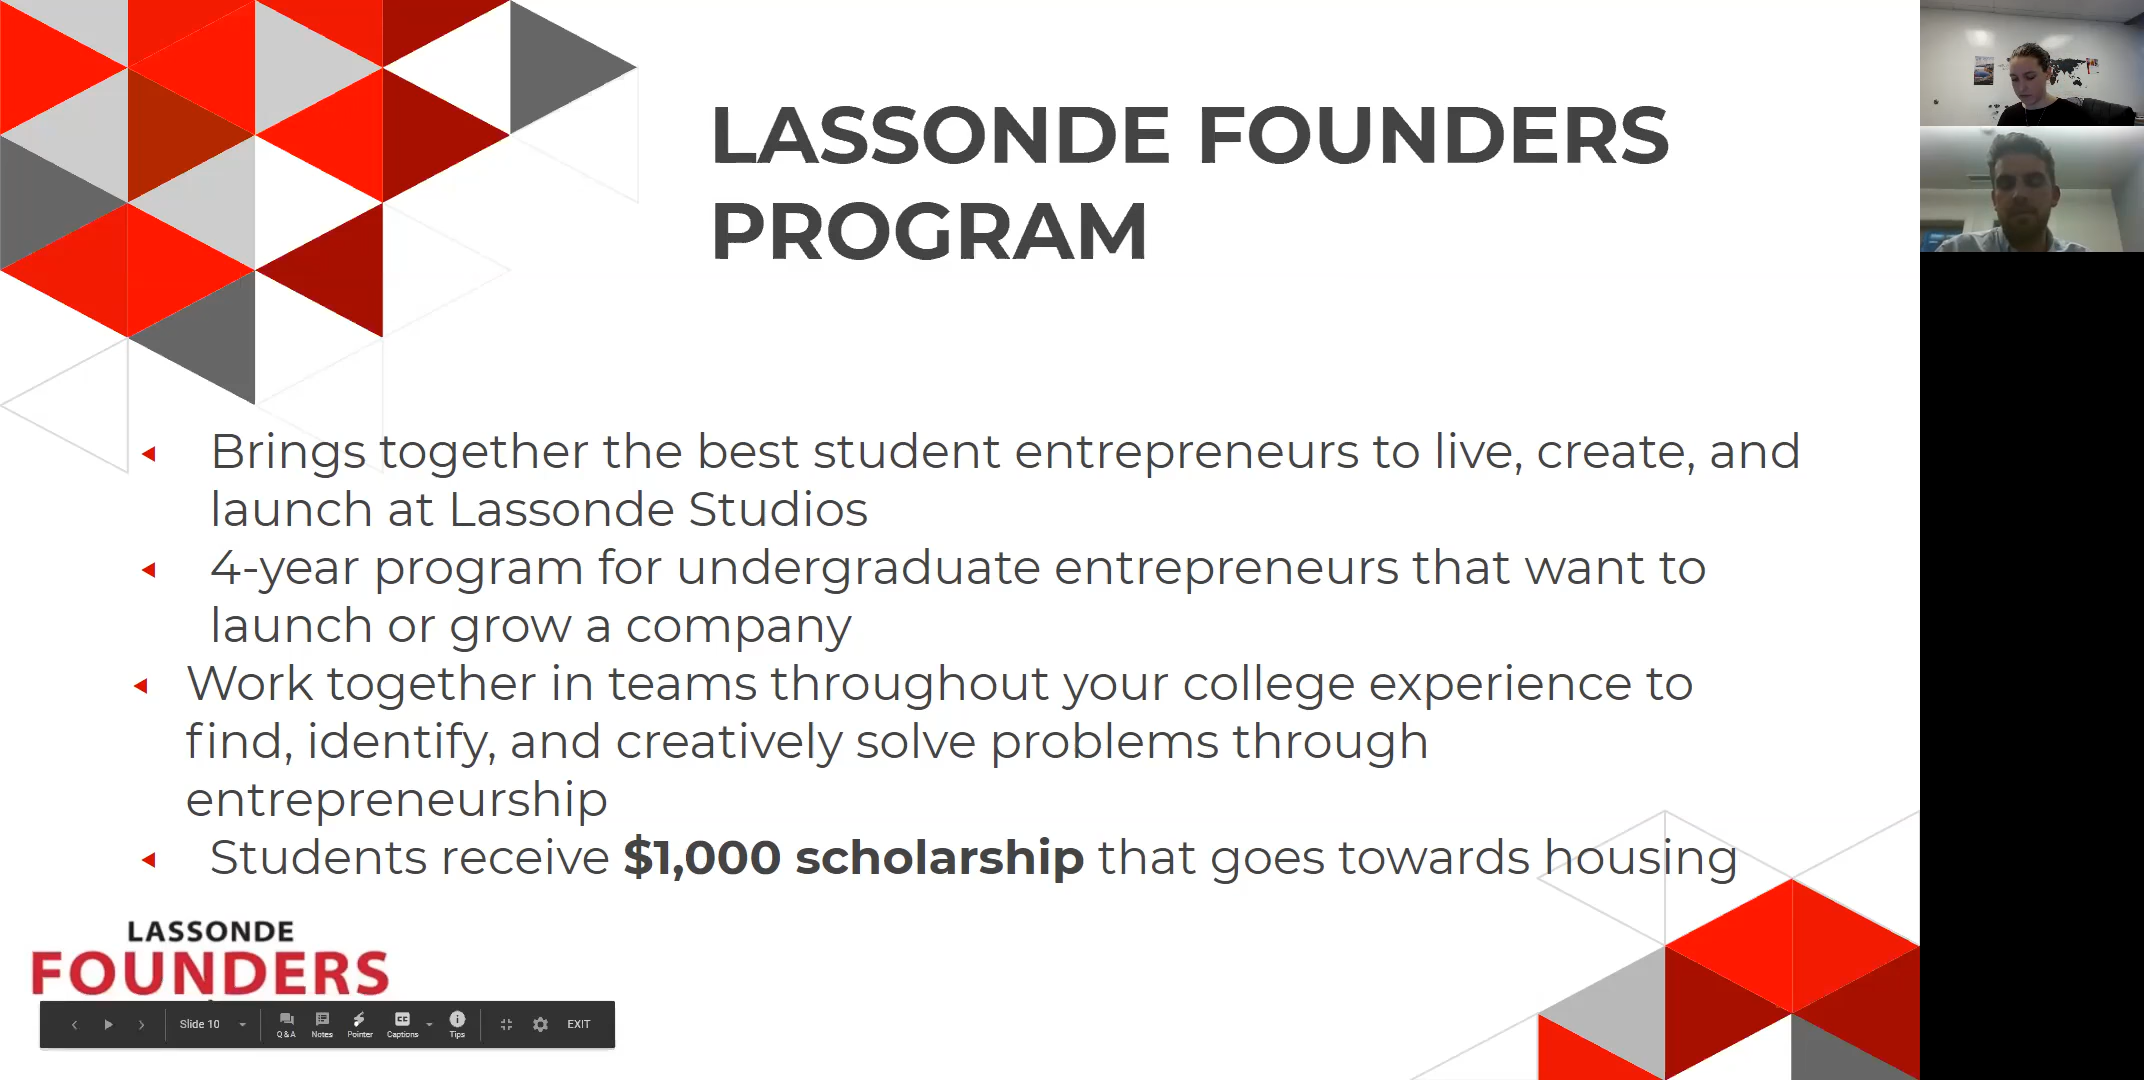 LASSONDE FOUNDERS
PROGRAM
Brings together the best student entrepreneurs to live, create, and
launch at Lassonde Studios
4-year program for undergraduate entrepreneurs that want to
launch or grow a company
Work together in teams throughout your college experience to
find, identify, and creatively solve problems through
entrepreneurship
Students receive $1,000 scholarship that goes towards housing
LASSONDE
FOUNDERS
Slide 10
Q&A
Notes
Pointer
Captions
Tips
EXIT